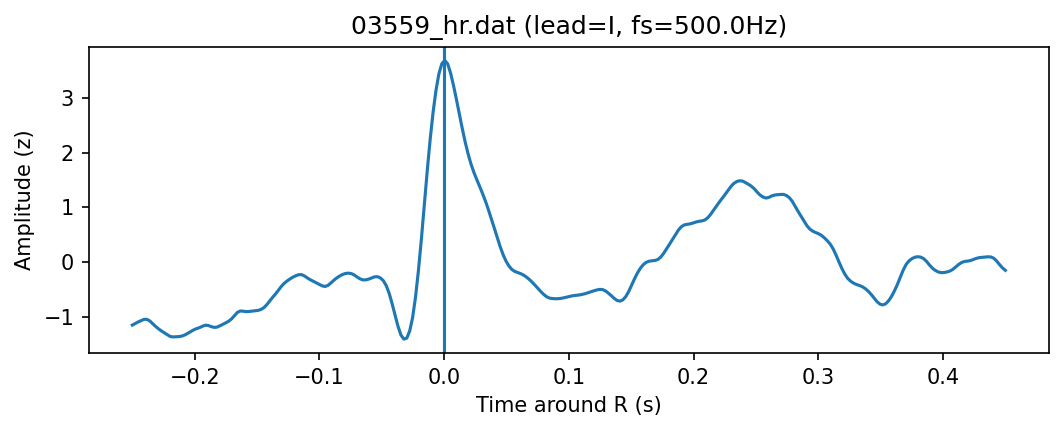 03559_hr.dat (lead=I, fs=500.0Hz)
Amplitude (z)
3
2
1
0
−1
−0.2 −0.1 0.0 0.1 0.2 0.3 0.4
Time around R (s)